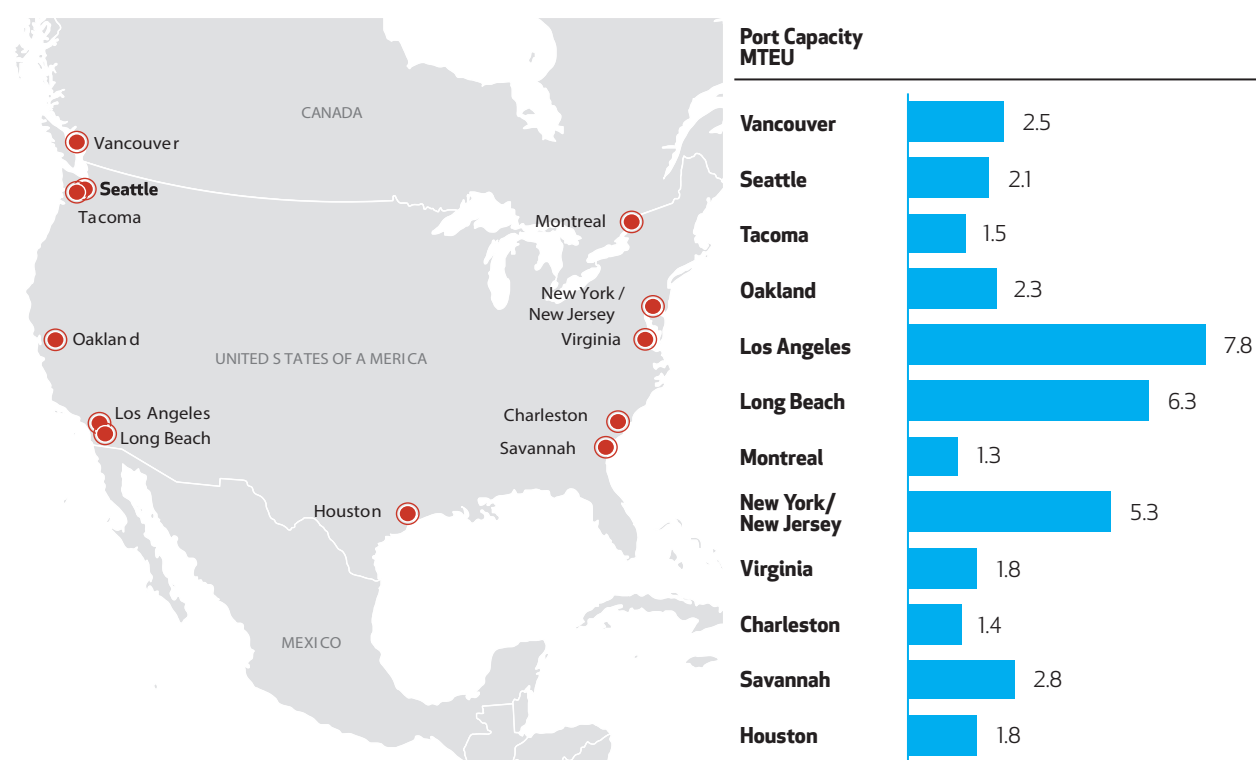 CANADA
Vancouver
Seattle
Tacoma
Montreal
New York /
New Jersey
Virginia
Oakland
UNITED STATES OF AMERICA
Los Angeles
Long Beach
Charleston
Savannah
Houston
MEXICO
Port Capacity
MTEU
Vancouver 2.5
Seattle 2.1
Tacoma 1.5
Oakland 2.3
Los Angeles 7.8
Long Beach 6.3
Montreal 1.3
New York/
New Jersey 5.3
Virginia 1.8
Charleston 1.4
Savannah 2.8
Houston 1.8